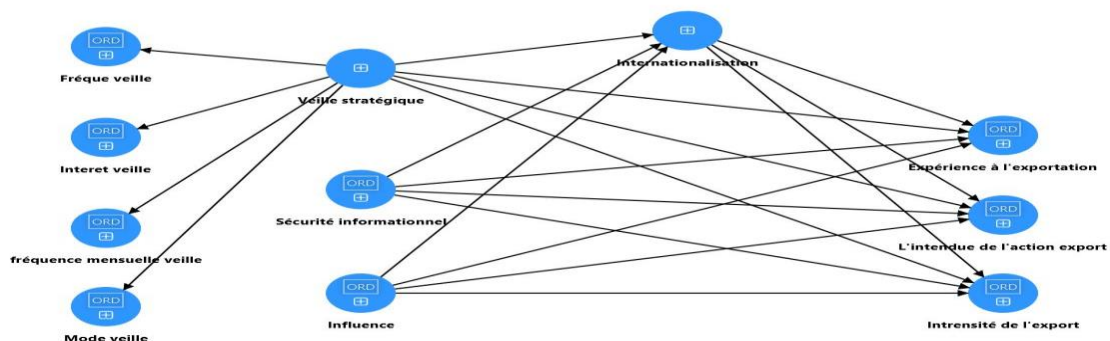 ORD
Fréque veille
Veille stratégique
Internationalisation
ORD
Interet veille
ORD
Expérience à l'exportation
ORD
Sécurité informationnel
ORD
fréquence mensuelle veille
ORD
L'intendue de l'action export
ORD
Mode veille
ORD
Influence
ORD
Intrensité de l'export